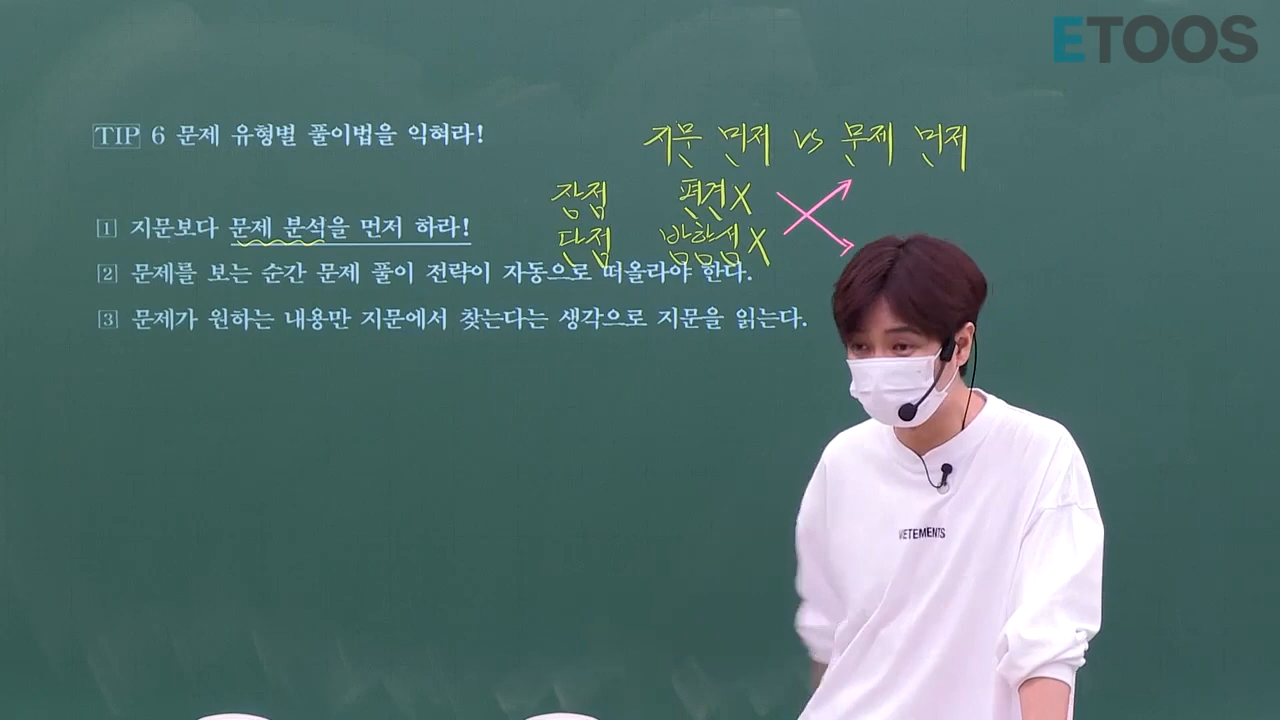 ETOOS
TIP 6 문제 유형별 풀이법을 익혀라!
지문 먼저 vs 문제 먼저
장점 편견X
단점 방향성X
1 지문보다 문제 분석을 먼저 하라!
2 문제를 보는 순간 문제 풀이 전략이 자동으로 떠올라야 한다.
3 문제가 원하는 내용만 지문에서 찾는다는 생각으로 지문을 읽는다.
VETEMENTS